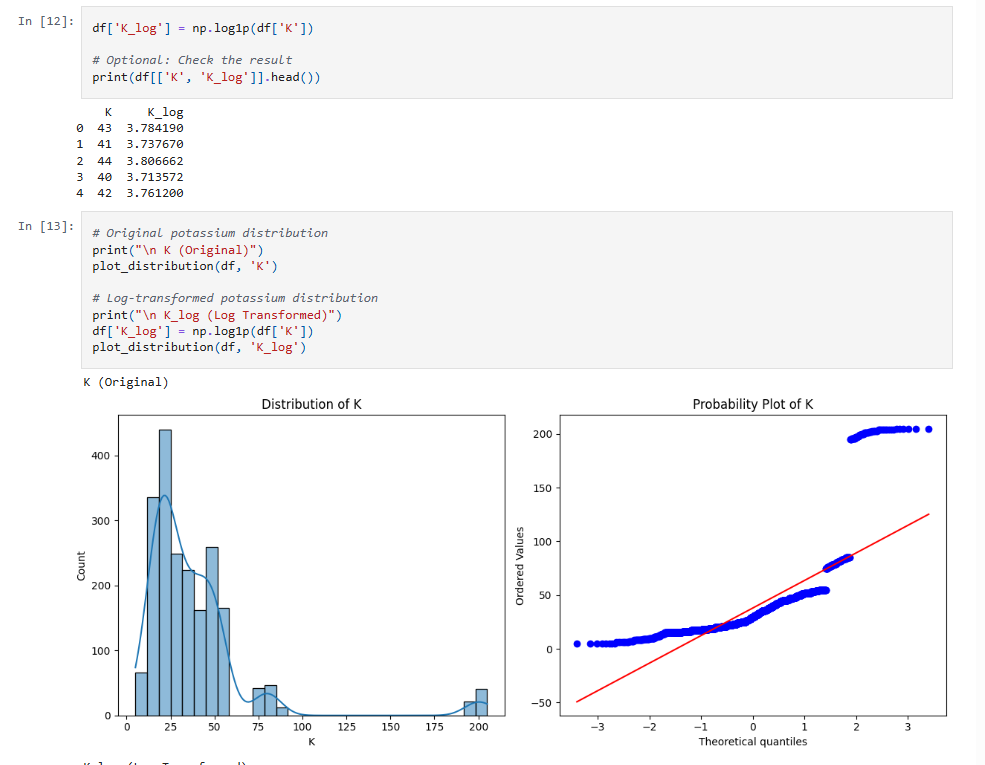 In [12]:
df['K_log'] = np.log1p(df['K'])
# Optional: Check the result
print(df[['K', 'K_log']].head())
K K_log
0 43 3.784190
1 41 3.737670
2 44 3.806662
3 40 3.713572
4 42 3.761200
In [13]:
# Original potassium distribution
print("\n K (Original)")
plot_distribution(df, 'K')
# Log-transformed potassium distribution
print("\n K_log (Log Transformed)")
df['K_log'] = np.log1p(df['K'])
plot_distribution(df, 'K_log')
K (Original)
Distribution of K
Count
400
300
200
100
0
0 25 50 75 100 125 150 175 200
K
Probability Plot of K
Ordered Values
200
150
100
50
0
−50
−3 −2 −1 0 1 2 3
Theoretical quantiles